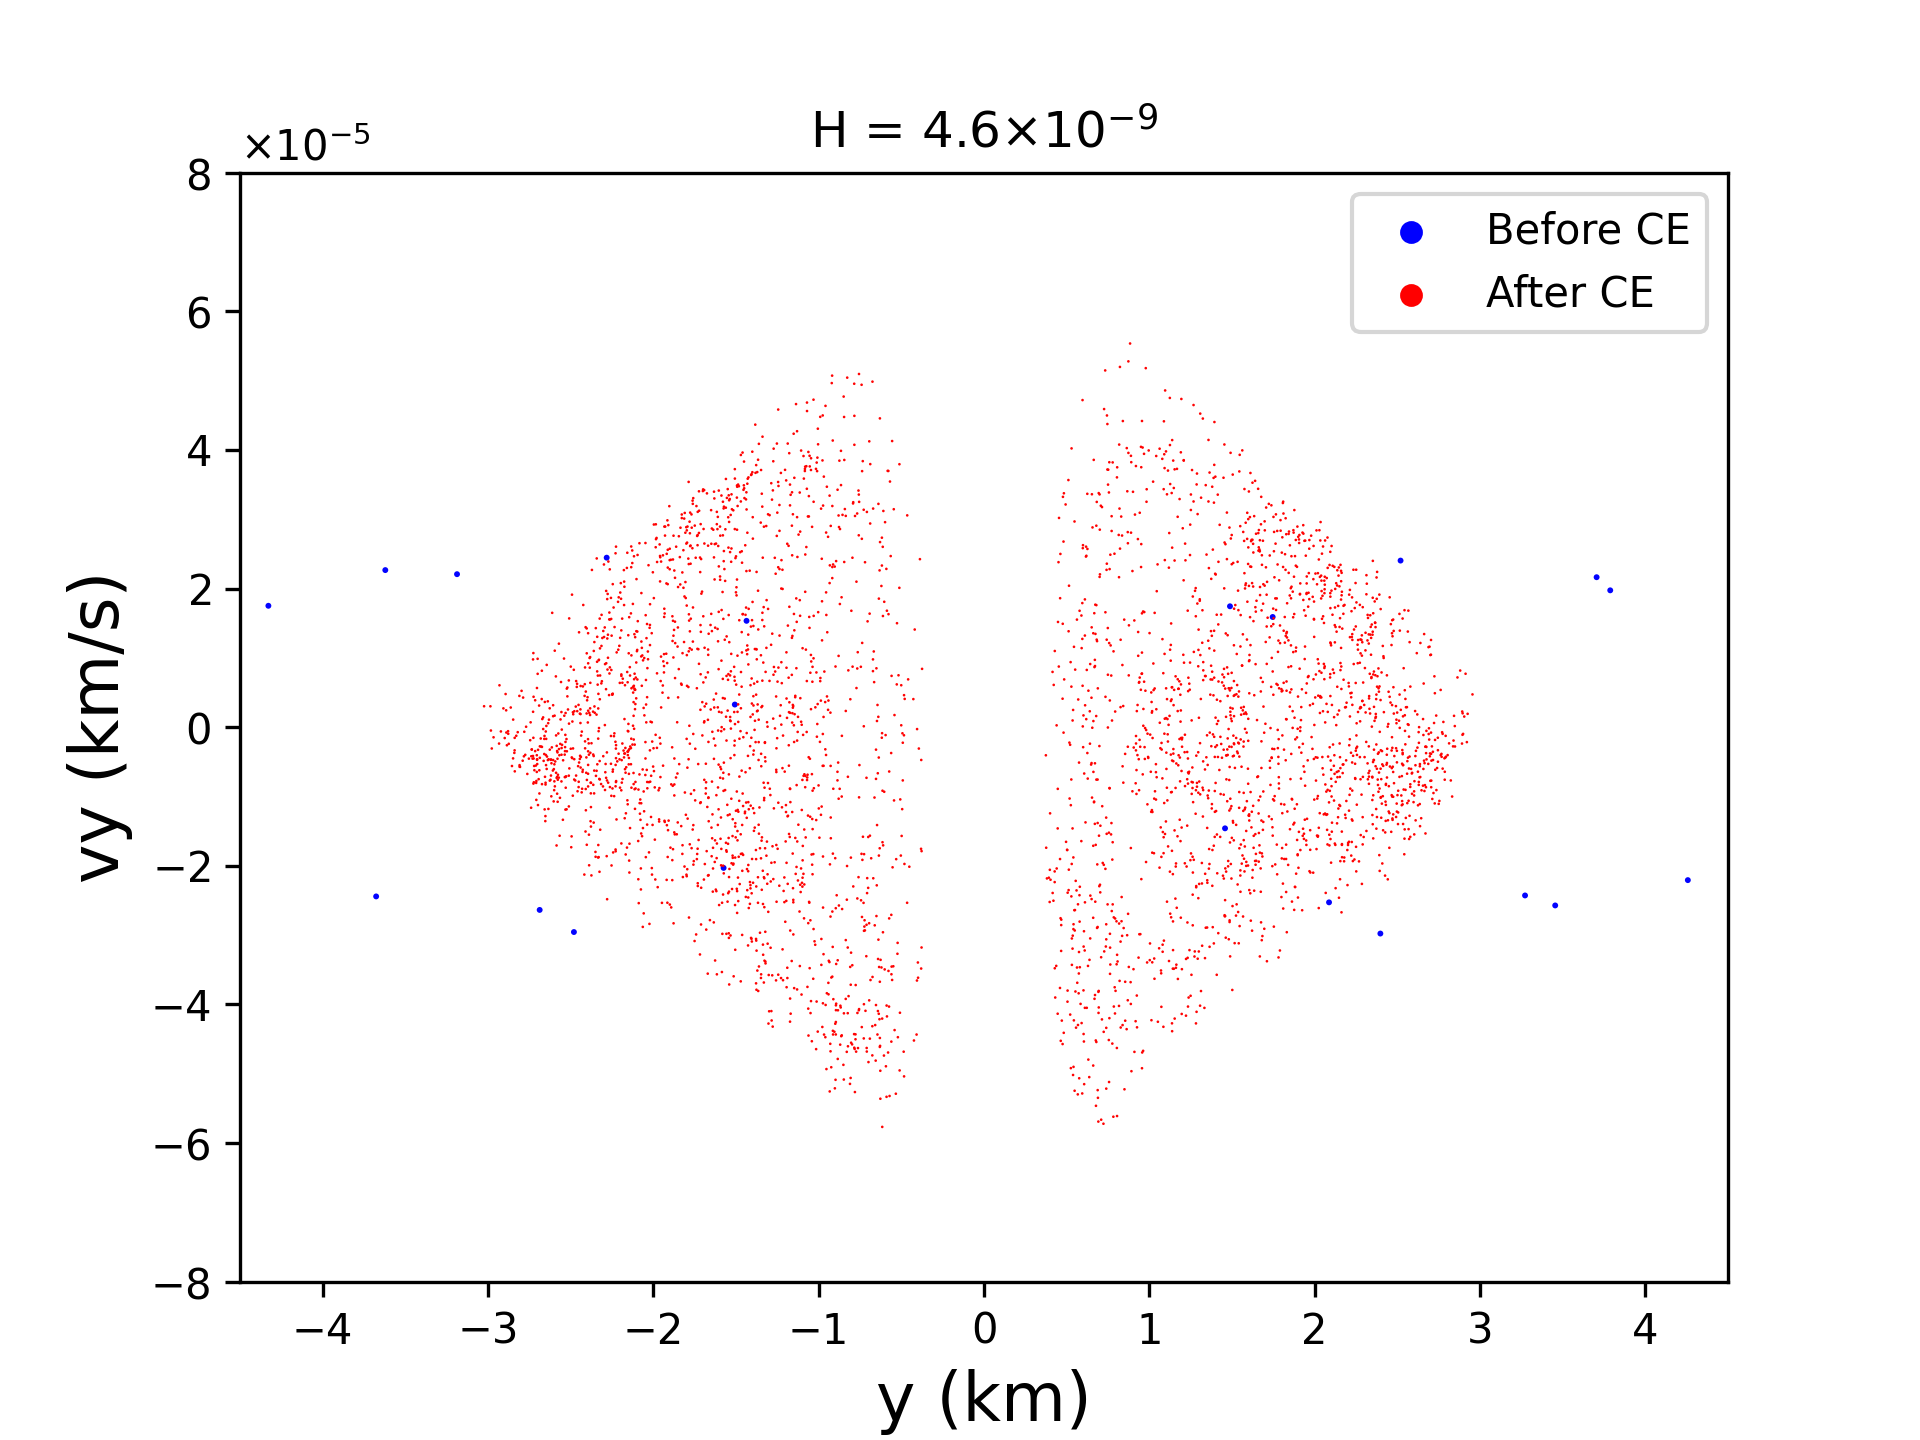 H = 4.6×10⁻⁹
×10⁻⁵
8
6
4
2
0
−2
−4
−6
−8
vy (km/s)
Before CE
After CE
−4 −3 −2 −1 0 1 2 3 4
y (km)